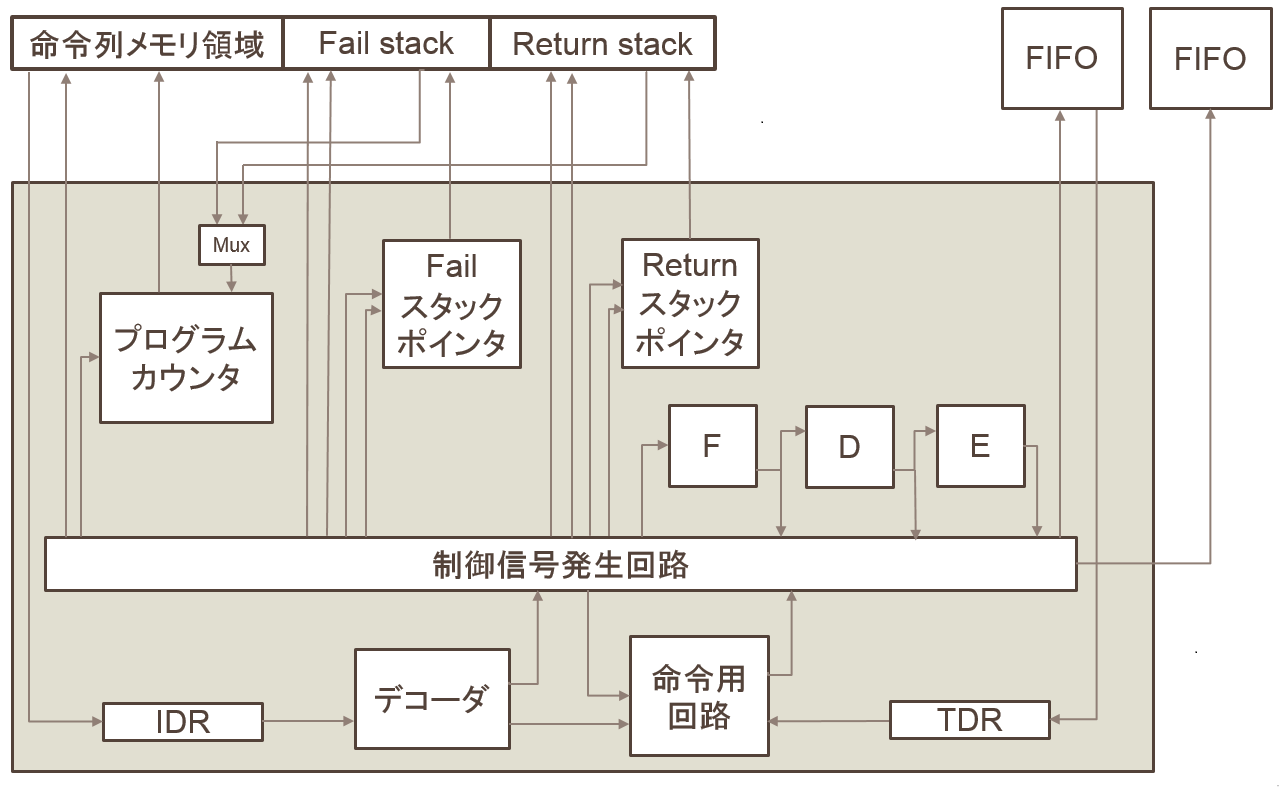 命令列メモリ領域
Fail stack
Return stack
FIFO
FIFO
Mux
Fail
スタック
ポインタ
Return
スタック
ポインタ
プログラム
カウンタ
F
D
E
制御信号発生回路
デコーダ
命令用
回路
IDR
TDR